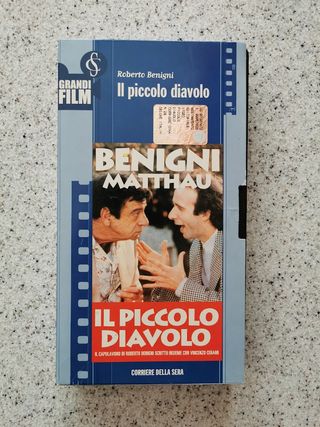 GRANDI
FILM
Roberto Benigni
Il piccolo diavolo
BENIGNI
MATTHAU
IL PICCOLO
DIAVOLO
IL CAPOLAVORO DI ROBERTO BENIGNI SCRITTO INSIEME CON VINCENZO CERAMI
CORRIERE DELLA SERA